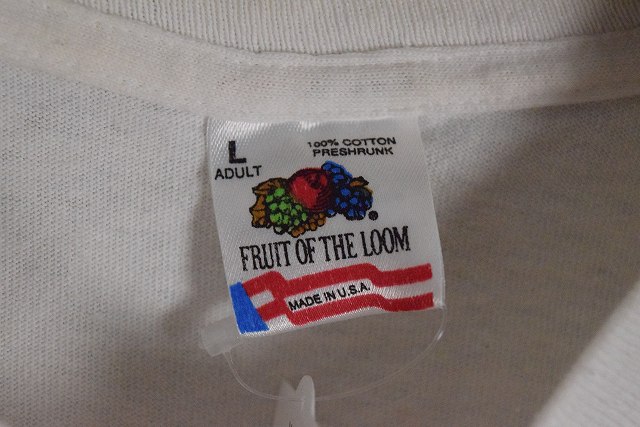 L
ADULT
100% COTTON
PRESHRUNK
®
FRUIT OF THE LOOM
MADE IN U.S.A.